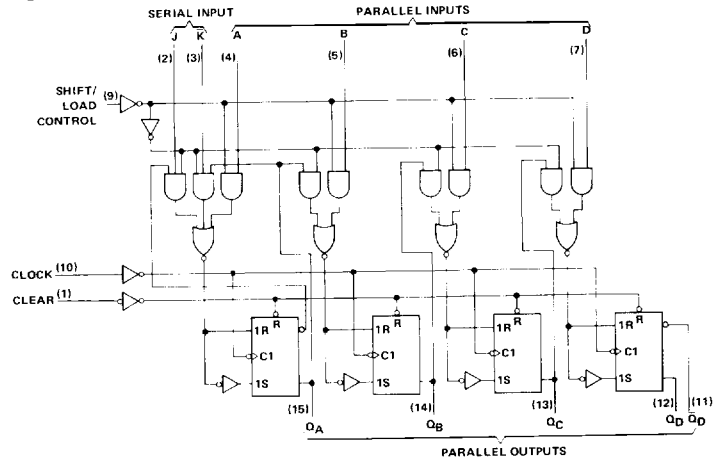 SERIAL INPUT PARALLEL INPUTS
J K̅ A B C D
(2) (3) (4) (5) (6) (7)
SHIFT/
LOAD (9)
CONTROL
CLOCK (10)
CLEAR (1)
R R R R
1R 1R 1R 1R
C1 C1 C1 C1
1S 1S 1S 1S
(15) (14) (13) (12) (11)
QA QB QC QD Q̅D
PARALLEL OUTPUTS